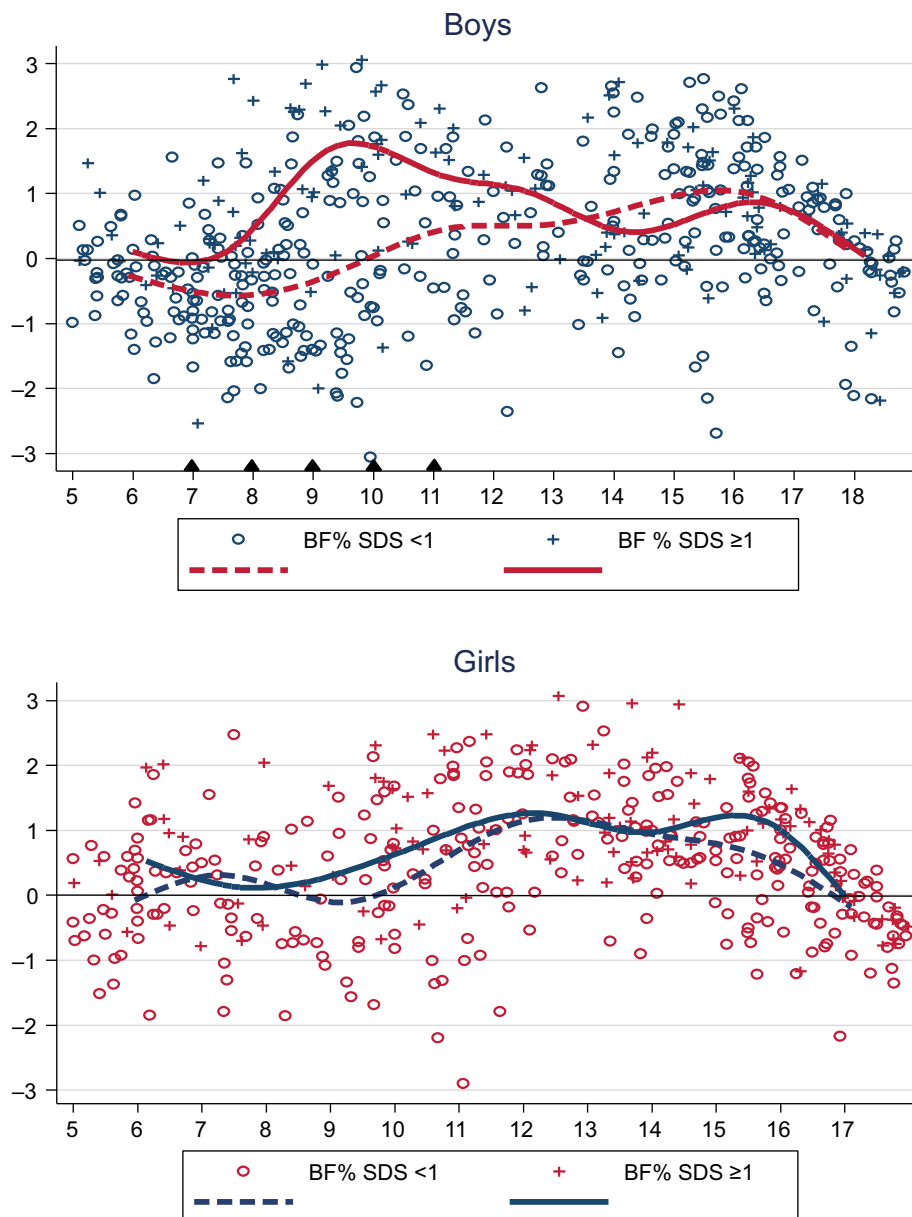 Boys
3
2
1
0
–1
–2
–3
5 6 7 8 9 10 11 12 13 14 15 16 17 18
BF% SDS <1 BF % SDS ≥1
Girls
3
2
1
0
–1
–2
–3
5 6 7 8 9 10 11 12 13 14 15 16 17
BF% SDS <1 BF% SDS ≥1